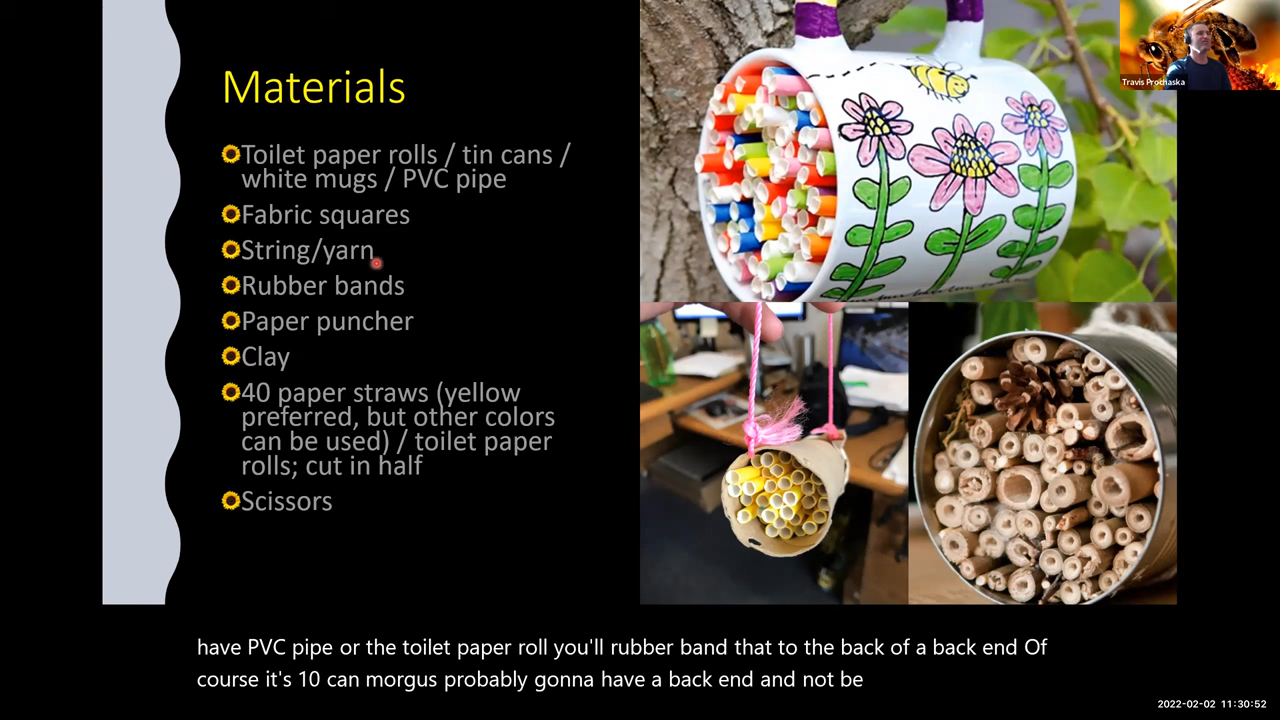 Materials
Toilet paper rolls / tin cans /
white mugs / PVC pipe
Fabric squares
String/yarn
Rubber bands
Paper puncher
Clay
40 paper straws (yellow
preferred, but other colors
can be used) / toilet paper
rolls; cut in half
Scissors
Travis Prochaska
have PVC pipe or the toilet paper roll you'll rubber band that to the back of a back end Of
course it's 10 can morgus probably gonna have a back end and not be
2022-02-02 11:30:52